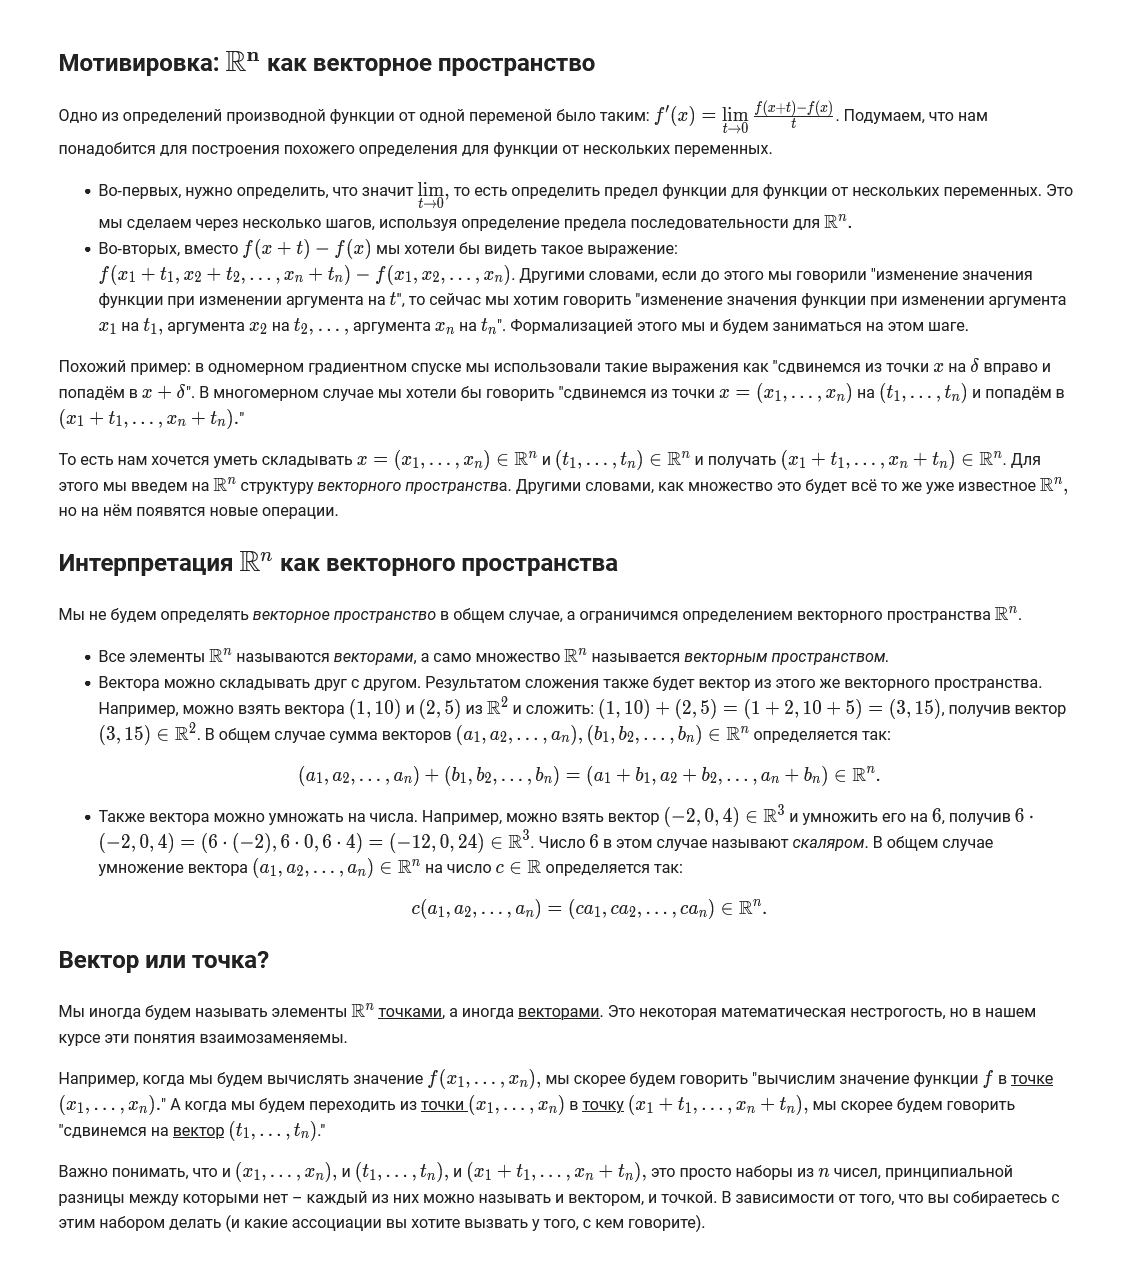 Мотивировка: ℝⁿ как векторное пространство
Одно из определений производной функции от одной переменой было таким: $f'(x) = \lim_{t \to 0} \frac{f(x+t)-f(x)}{t}$. Подумаем, что нам
понадобится для построения похожего определения для функции от нескольких переменных.
• Во-первых, нужно определить, что значит $\lim_{t \to 0}$, то есть определить предел функции для функции от нескольких переменных. Это
мы сделаем через несколько шагов, используя определение предела последовательности для $\mathbb{R}^n$.
• Во-вторых, вместо $f(x + t) - f(x)$ мы хотели бы видеть такое выражение:
$f(x_1 + t_1, x_2 + t_2, \ldots, x_n + t_n) - f(x_1, x_2, \ldots, x_n)$. Другими словами, если до этого мы говорили "изменение значения
функции при изменении аргумента на $t$", то сейчас мы хотим говорить "изменение значения функции при изменении аргумента
$x_1$ на $t_1$, аргумента $x_2$ на $t_2, \ldots,$ аргумента $x_n$ на $t_n$". Формализацией этого мы и будем заниматься на этом шаге.
Похожий пример: в одномерном градиентном спуске мы использовали такие выражения как "сдвинемся из точки $x$ на $\delta$ вправо и
попадём в $x + \delta$". В многомерном случае мы хотели бы говорить "сдвинемся из точки $x = (x_1, \ldots, x_n)$ на $(t_1, \ldots, t_n)$ и попадём в
$(x_1 + t_1, \ldots, x_n + t_n)$."
То есть нам хочется уметь складывать $x = (x_1, \ldots, x_n) \in \mathbb{R}^n$ и $(t_1, \ldots, t_n) \in \mathbb{R}^n$ и получать $(x_1 + t_1, \ldots, x_n + t_n) \in \mathbb{R}^n$. Для
этого мы введем на $\mathbb{R}^n$ структуру векторного пространства. Другими словами, как множество это будет всё то же уже известное $\mathbb{R}^n$,
но на нём появятся новые операции.
Интерпретация $\mathbb{R}^n$ как векторного пространства
Мы не будем определять векторное пространство в общем случае, а ограничимся определением векторного пространства $\mathbb{R}^n$.
• Все элементы $\mathbb{R}^n$ называются векторами, а само множество $\mathbb{R}^n$ называется векторным пространством.
• Вектора можно складывать друг с другом. Результатом сложения также будет вектор из этого же векторного пространства.
Например, можно взять вектора $(1, 10)$ и $(2, 5)$ из $\mathbb{R}^2$ и сложить: $(1, 10) + (2, 5) = (1 + 2, 10 + 5) = (3, 15)$, получив вектор
$(3, 15) \in \mathbb{R}^2$. В общем случае сумма векторов $(a_1, a_2, \ldots, a_n), (b_1, b_2, \ldots, b_n) \in \mathbb{R}^n$ определяется так:
$(a_1, a_2, \ldots, a_n) + (b_1, b_2, \ldots, b_n) = (a_1 + b_1, a_2 + b_2, \ldots, a_n + b_n) \in \mathbb{R}^n.$
• Также вектора можно умножать на числа. Например, можно взять вектор $(-2, 0, 4) \in \mathbb{R}^3$ и умножить его на $6$, получив $6 \cdot$
$(-2, 0, 4) = (6 \cdot (-2), 6 \cdot 0, 6 \cdot 4) = (-12, 0, 24) \in \mathbb{R}^3$. Число $6$ в этом случае называют скаляром. В общем случае
умножение вектора $(a_1, a_2, \ldots, a_n) \in \mathbb{R}^n$ на число $c \in \mathbb{R}$ определяется так:
$c(a_1, a_2, \ldots, a_n) = (ca_1, ca_2, \ldots, ca_n) \in \mathbb{R}^n.$
Вектор или точка?
Мы иногда будем называть элементы $\mathbb{R}^n$ точками, а иногда векторами. Это некоторая математическая нестрогость, но в нашем
курсе эти понятия взаимозаменяемы.
Например, когда мы будем вычислять значение $f(x_1, \ldots, x_n)$, мы скорее будем говорить "вычислим значение функции $f$ в точке
$(x_1, \ldots, x_n)$." А когда мы будем переходить из точки $(x_1, \ldots, x_n)$ в точку $(x_1 + t_1, \ldots, x_n + t_n)$, мы скорее будем говорить
"сдвинемся на вектор $(t_1, \ldots, t_n)$."
Важно понимать, что и $(x_1, \ldots, x_n)$, и $(t_1, \ldots, t_n)$, и $(x_1 + t_1, \ldots, x_n + t_n)$, это просто наборы из $n$ чисел, принципиальной
разницы между которыми нет – каждый из них можно называть и вектором, и точкой. В зависимости от того, что вы собираетесь с
этим набором делать (и какие ассоциации вы хотите вызвать у того, с кем говорите).